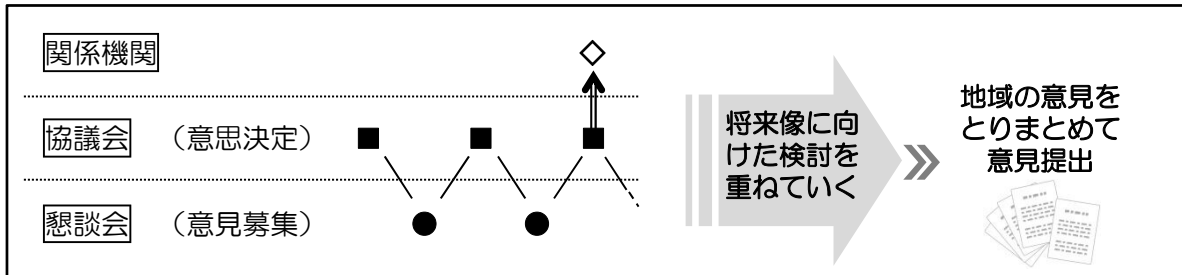 関係機関
協議会 （意思決定）
懇談会 （意見募集）
将来像に向
けた検討を
重ねていく
地域の意見を
とりまとめて
意見提出